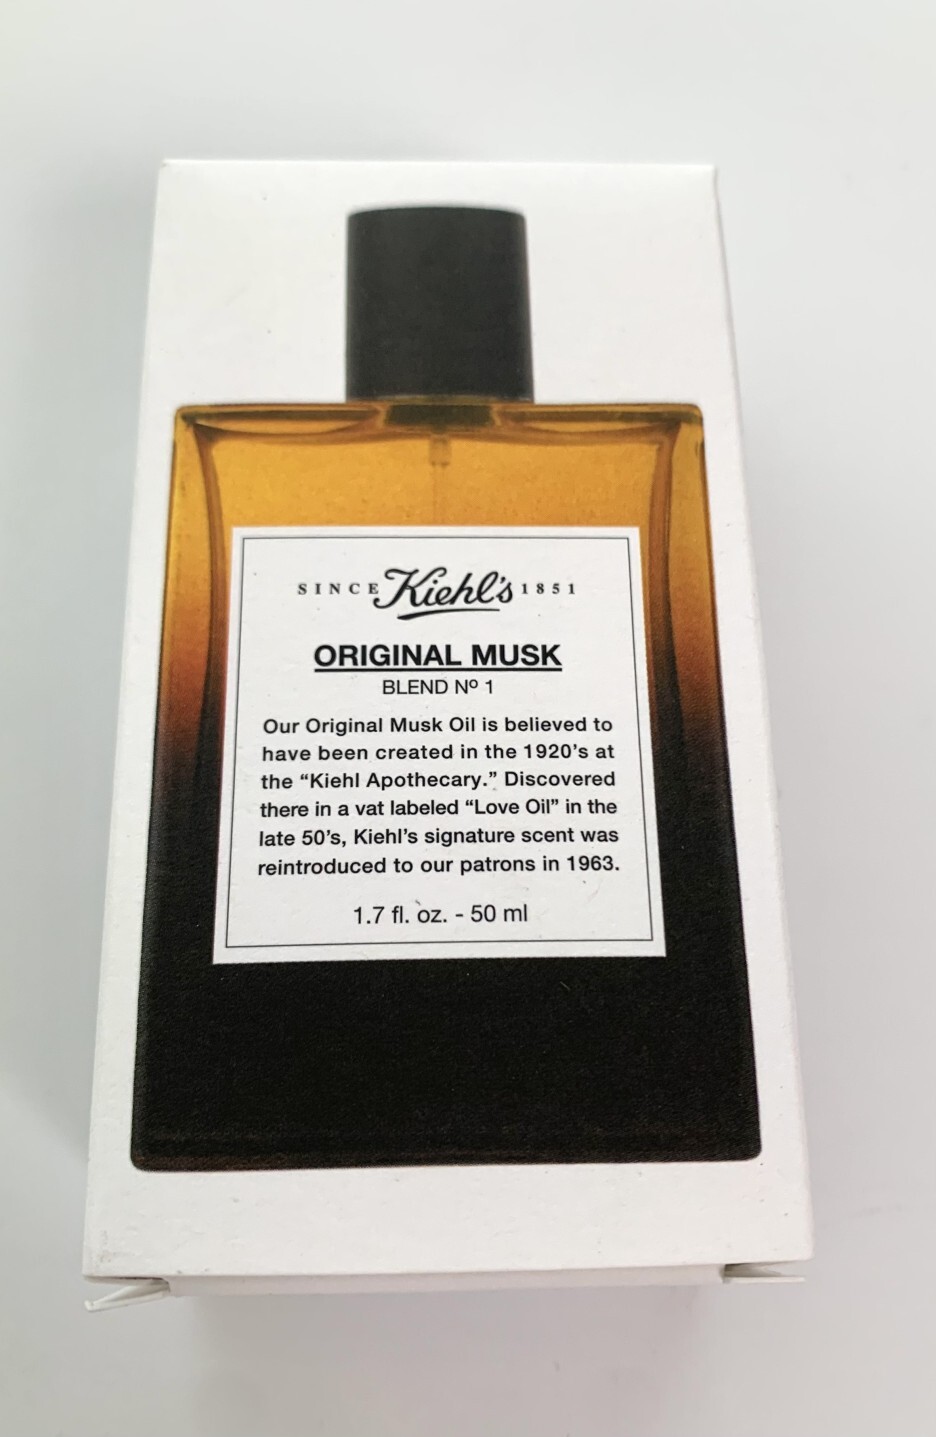 SINCE Kiehl's 1851
ORIGINAL MUSK
BLEND Nº 1
Our Original Musk Oil is believed to
have been created in the 1920's at
the “Kiehl Apothecary.” Discovered
there in a vat labeled “Love Oil” in the
late 50's, Kiehl's signature scent was
reintroduced to our patrons in 1963.
1.7 fl. oz. - 50 ml